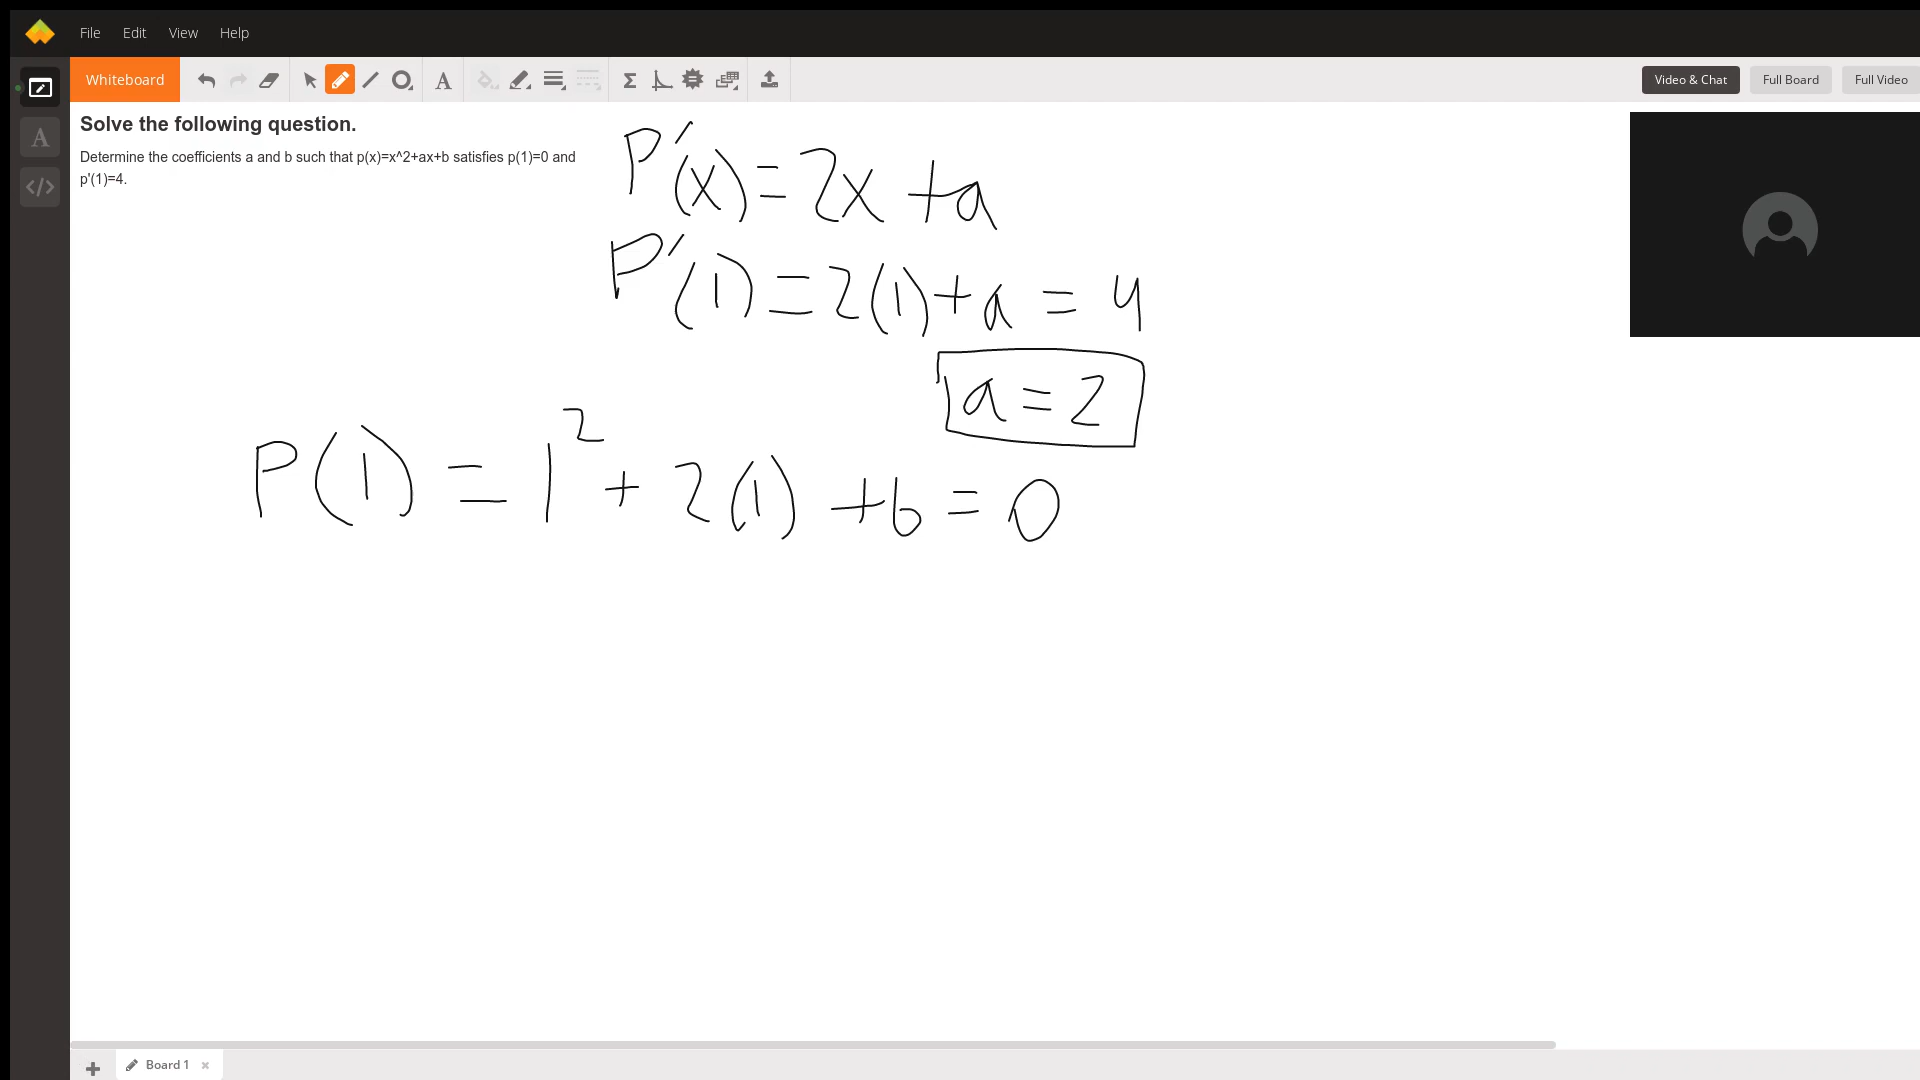 File Edit View Help
Whiteboard A Σ Video & Chat Full Board Full Video
A
</>
Solve the following question.
Determine the coefficients a and b such that p(x)=x^2+ax+b satisfies p(1)=0 and
p'(1)=4.
P'(x) = 2x + a
P'(1) = 2(1) + a = 4
a = 2
P(1) = 1² + 2(1) + b = 0
Board 1